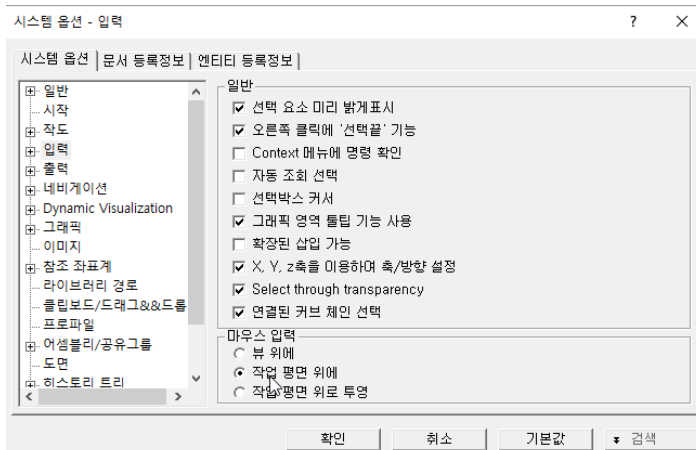 시스템 옵션 - 입력
시스템 옵션 문서 등록정보 엔티티 등록정보
일반
시작
작도
입력
출력
네비게이션
Dynamic Visualization
그래픽
이미지
참조 좌표계
라이브러리 경로
클립보드/드래그&&드롭
프로파일
어셈블리/공유그룹
도면
히스토리 트리
일반
선택 요소 미리 밝게표시
오른쪽 클릭에 '선택끝' 기능
Context 메뉴에 명령 확인
자동 조회 선택
선택박스 커서
그래픽 영역 툴팁 기능 사용
확장된 삽입 가능
X, Y, z축을 이용하여 축/방향 설정
Select through transparency
연결된 커브 체인 선택
마우스 입력
뷰 위에
작업 평면 위에
작업평면 위로 투영
확인 취소 기본값 검색